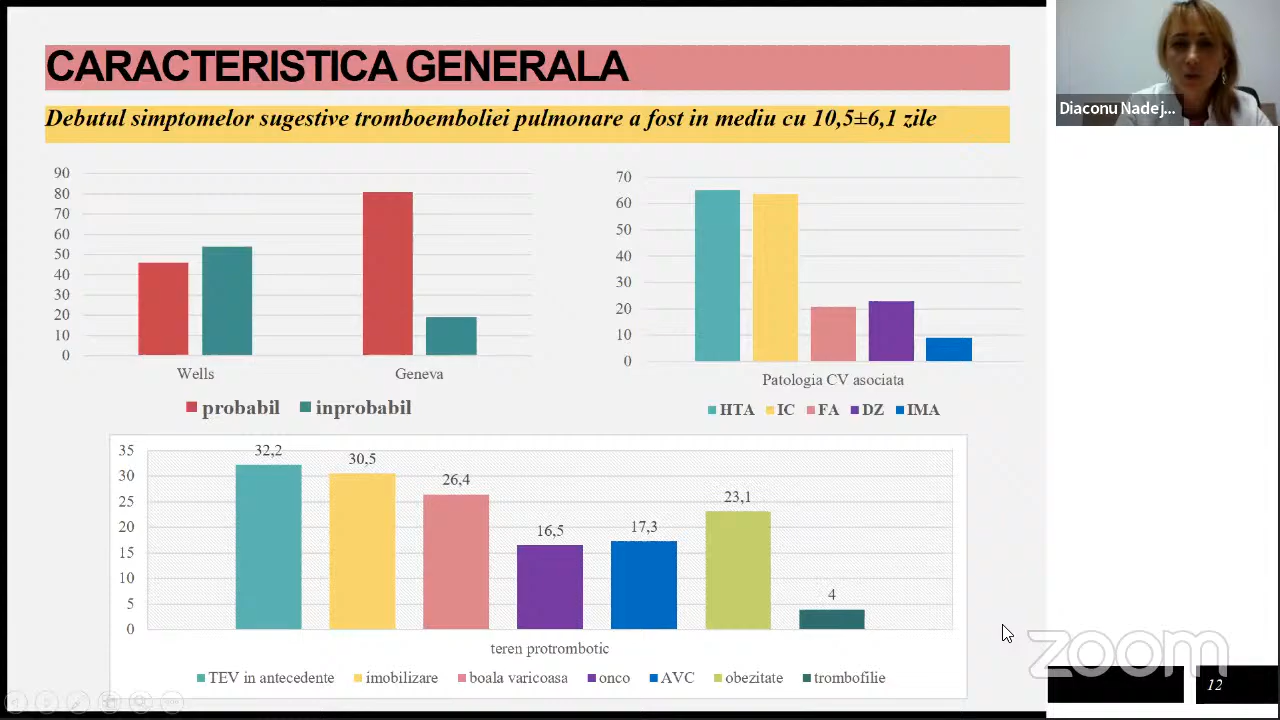 CARACTERISTICA GENERALA
Debutul simptomelor sugestive tromboemboliei pulmonare a fost in mediu cu 10,5±6,1 zile
Diaconu Nadej...
90
80
70
60
50
40
30
20
10
0
Wells Geneva
probabil inprobabil
70
60
50
40
30
20
10
0
Patologia CV asociata
HTA IC FA DZ IMA
35
30
25
20
15
10
5
0
32,2 30,5 26,4 16,5 17,3 23,1 4
teren protrombotic
TEV in antecedente imobilizare boala varicoasa onco AVC obezitate trombofilie
zoom
12